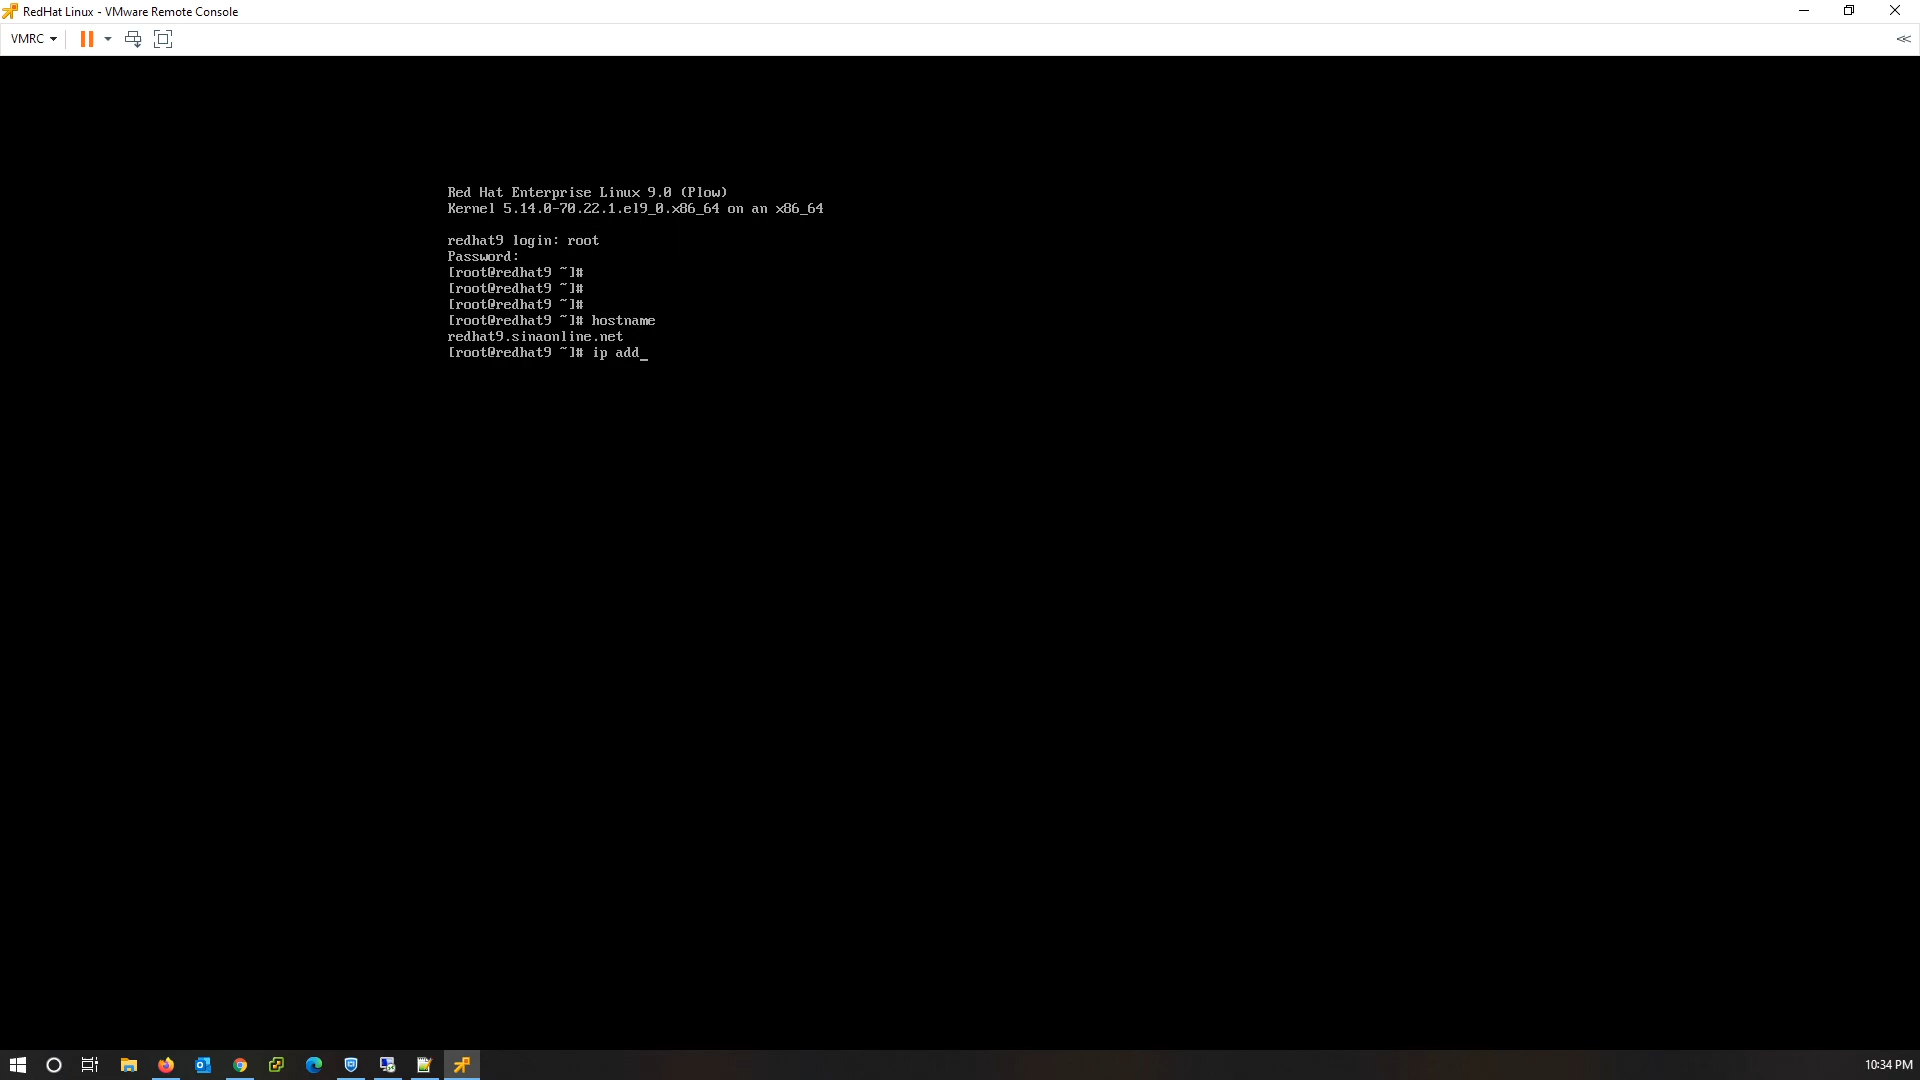 RedHat Linux - VMware Remote Console
VMRC
Red Hat Enterprise Linux 9.0 (Plow)
Kernel 5.14.0-70.22.1.el9_0.x86_64 on an x86_64
redhat9 login: root
Password:
[root@redhat9 ~]#
[root@redhat9 ~]#
[root@redhat9 ~]#
[root@redhat9 ~]# hostname
redhat9.sinaonline.net
[root@redhat9 ~]# ip add_
10:34 PM